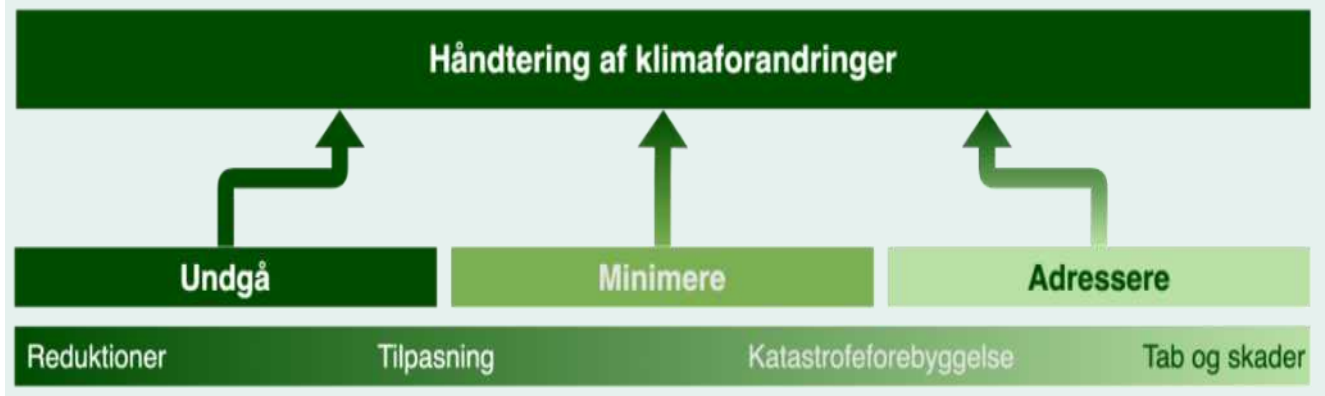 Håndtering af klimaforandringer
Undgå
Minimere
Adressere
Reduktioner
Tilpasning
Katastrofeforebyggelse
Tab og skader